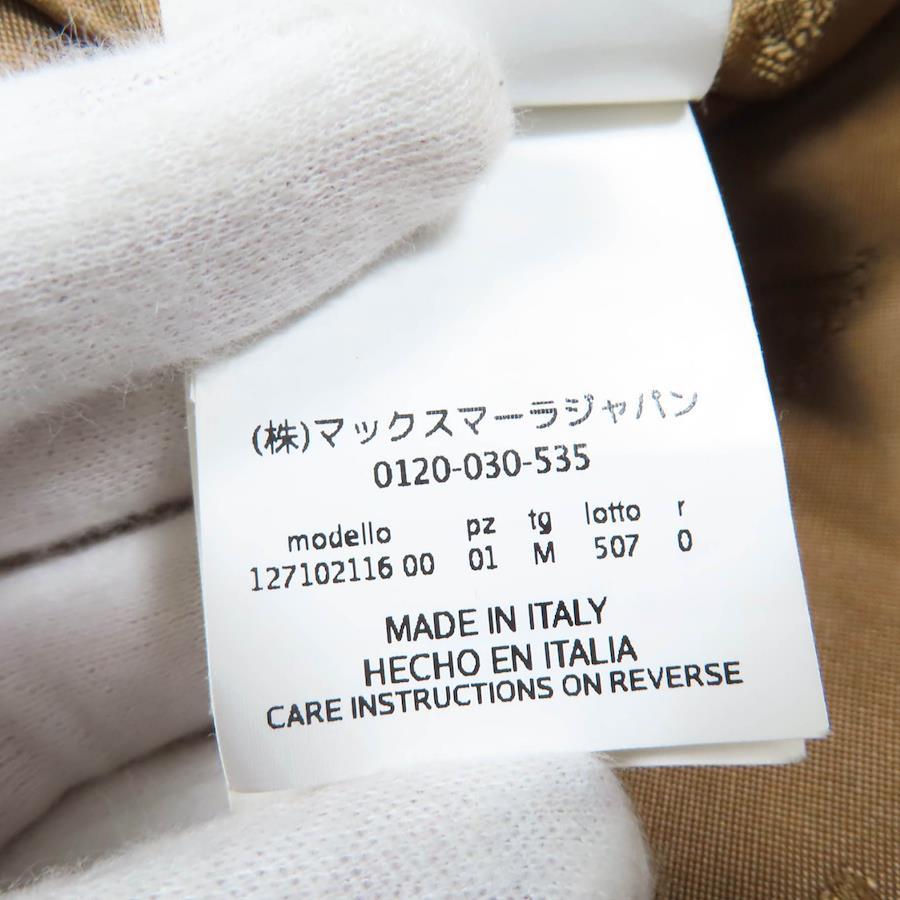 (株)マックスマーラジャパン
0120-030-535
modello pz tg lotto r
127102116 00 01 M 507 0
MADE IN ITALY
HECHO EN ITALIA
CARE INSTRUCTIONS ON REVERSE